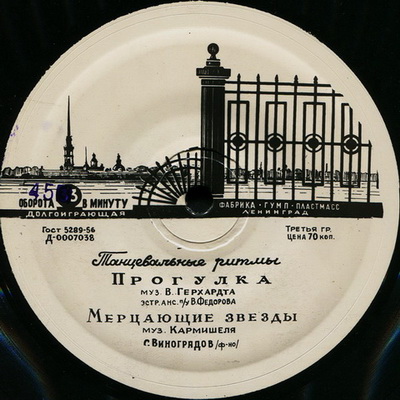 45
ОБОРОТА 33 В МИНУТУ
ДОЛГОИГРАЮЩАЯ
ФАБРИКА · ГУМП · ПЛАСТМАСС
ЛЕНИНГРАД
ГОСТ 5289-56
Д-0007038
ТРЕТЬЯ ГР.
ЦЕНА 70 КОП.
Танцевальные ритмы
ПРОГУЛКА
МУЗ. В. ГЕРХАРДТА
ЭСТР. АНС. П/У В. ФЕДОРОВА
МЕРЦАЮЩИЕ ЗВЕЗДЫ
МУЗ. КАРМИШЕЛЯ
С. ВИНОГРАДОВ /Ф-НО/